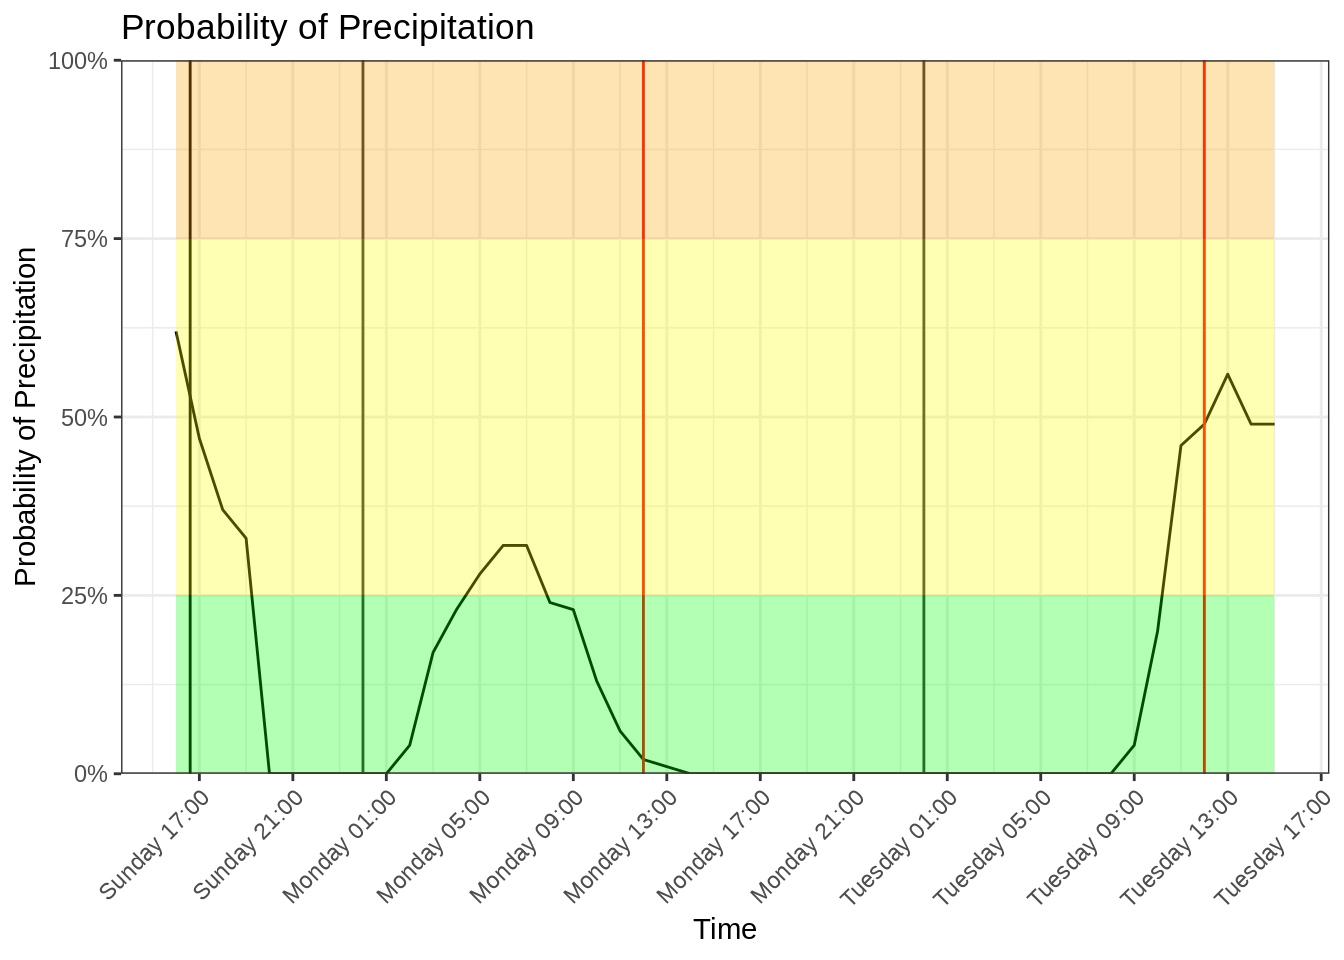 Probability of Precipitation
Probability of Precipitation
100%
75%
50%
25%
0%
Sunday 17:00
Sunday 21:00
Monday 01:00
Monday 05:00
Monday 09:00
Monday 13:00
Monday 17:00
Monday 21:00
Tuesday 01:00
Tuesday 05:00
Tuesday 09:00
Tuesday 13:00
Tuesday 17:00
Time